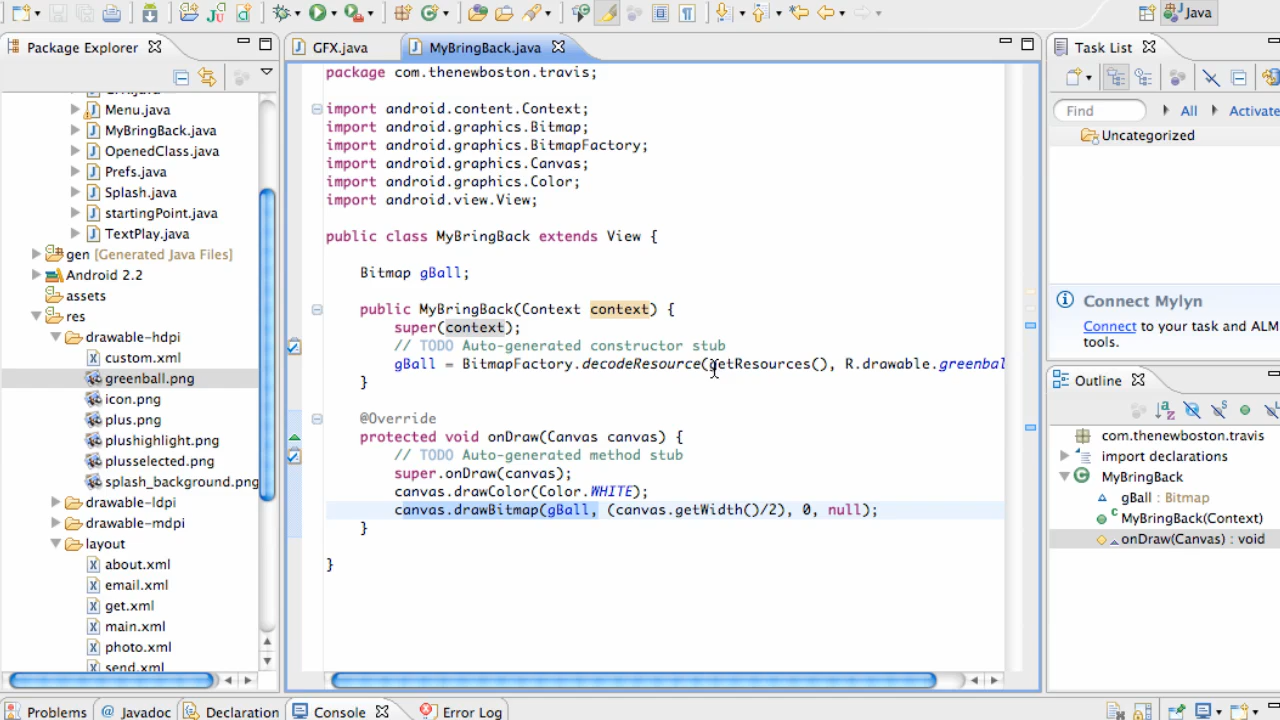 Java
Package Explorer
GFX.java
MyBringBack.java
Task List
Menu.java
MyBringBack.java
OpenedClass.java
Prefs.java
Splash.java
startingPoint.java
TextPlay.java
gen [Generated Java Files]
Android 2.2
assets
res
drawable-hdpi
custom.xml
greenball.png
icon.png
plus.png
plushighlight.png
plusselected.png
splash_background.png
drawable-ldpi
drawable-mdpi
layout
about.xml
email.xml
get.xml
main.xml
photo.xml
send.xml
package com.thenewboston.travis;
import android.content.Context;
import android.graphics.Bitmap;
import android.graphics.BitmapFactory;
import android.graphics.Canvas;
import android.graphics.Color;
import android.view.View;
public class MyBringBack extends View {
Bitmap gBall;
public MyBringBack(Context context) {
super(context);
// TODO Auto-generated constructor stub
gBall = BitmapFactory.decodeResource(getResources(), R.drawable.greenbal
}
@Override
protected void onDraw(Canvas canvas) {
// TODO Auto-generated method stub
super.onDraw(canvas);
canvas.drawColor(Color.WHITE);
canvas.drawBitmap(gBall, (canvas.getWidth()/2), 0, null);
}
}
Find
All
Activate
Uncategorized
Connect Mylyn
Connect to your task and ALM
tools.
Outline
com.thenewboston.travis
import declarations
MyBringBack
gBall : Bitmap
MyBringBack(Context)
onDraw(Canvas) : void
Problems
@ Javadoc
Declaration
Console
Error Log